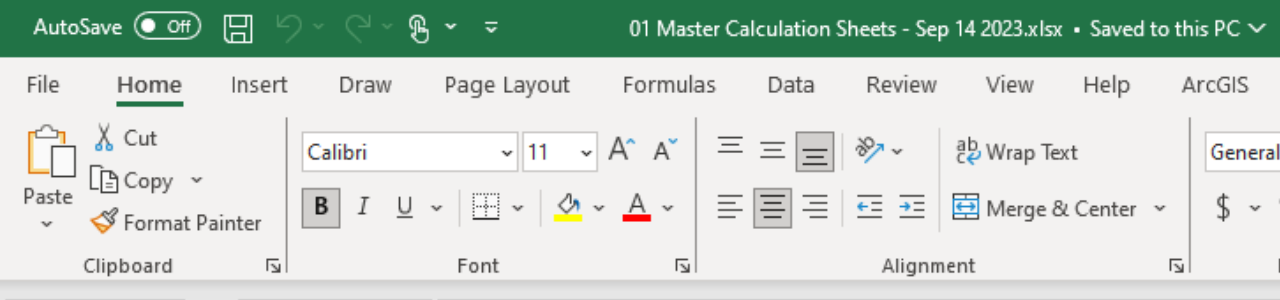 AutoSave Off 01 Master Calculation Sheets - Sep 14 2023.xlsx • Saved to this PC
File Home Insert Draw Page Layout Formulas Data Review View Help ArcGIS
Cut
Copy
Paste
Format Painter
Clipboard
Calibri 11 A A
B I U A
Font
ab Wrap Text
c
Merge & Center
Alignment
General
$